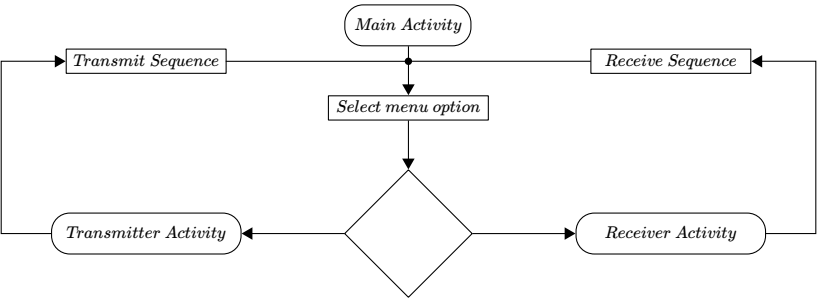 Main Activity
Transmit Sequence
Receive Sequence
Select menu option
Transmitter Activity
Receiver Activity